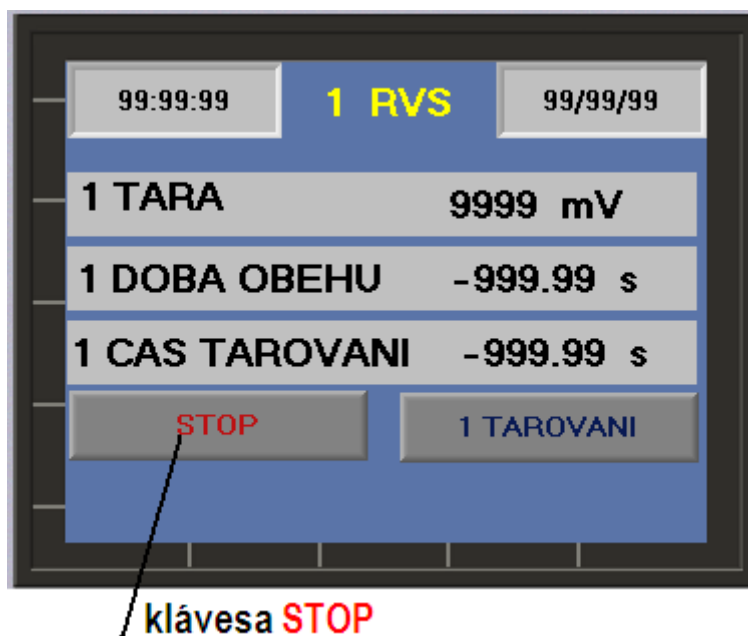 99:99:99 1 RVS 99/99/99
1 TARA 9999 mV
1 DOBA OBEHU -999.99 s
1 CAS TAROVANI -999.99 s
STOP 1 TAROVANI
klávesa STOP